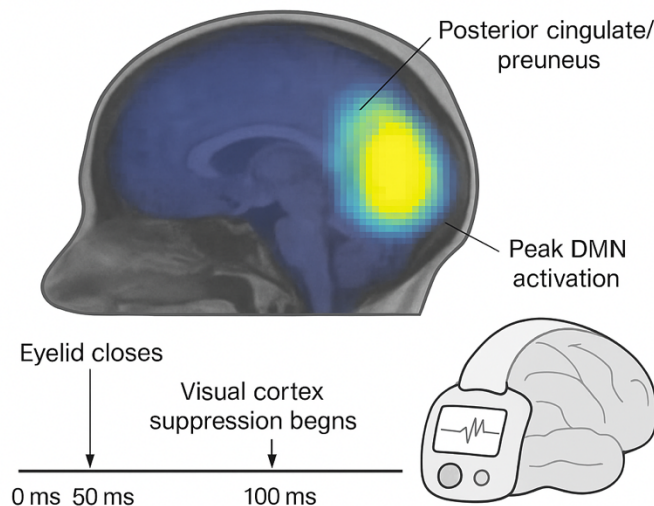 Posterior cingulate/
preuneus
Peak DMN
activation
Eyelid closes
Visual cortex
suppression begns
0 ms 50 ms 100 ms